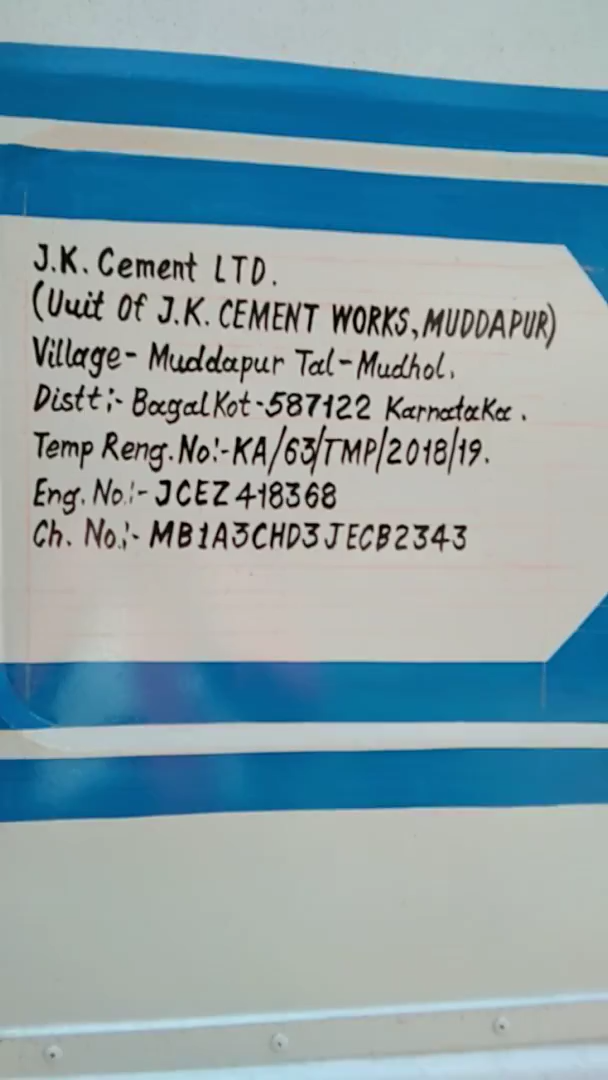 J.K. Cement LTD.
(Uuit Of J.K. CEMENT WORKS, MUDDAPUR)
Village- Muddapur Tal-Mudhol.
Distt:- BagalKot-587122 KarnataKa.
Temp Reng. No:-KA/63/TMP/2018/19.
Eng. No:- JCEZ418368
Ch. No.:- MB1A3CHD3JECB2343